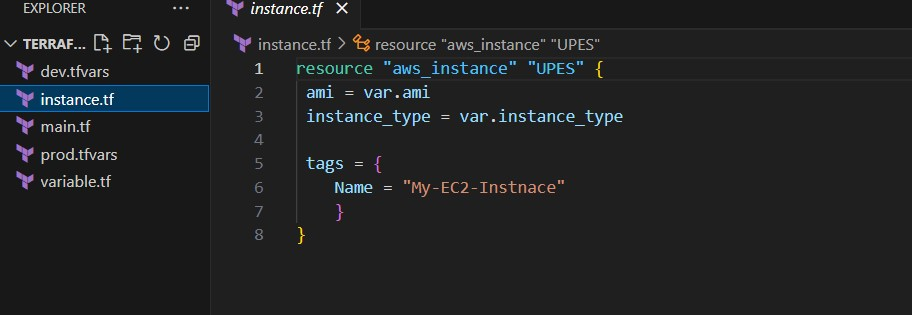 EXPLORER ···
TERRAF...
dev.tfvars
instance.tf
main.tf
prod.tfvars
variable.tf
instance.tf ×
instance.tf > resource "aws_instance" "UPES"
1 resource "aws_instance" "UPES" {
2 ami = var.ami
3 instance_type = var.instance_type
4
5 tags = {
6 Name = "My-EC2-Instnace"
7 }
8 }